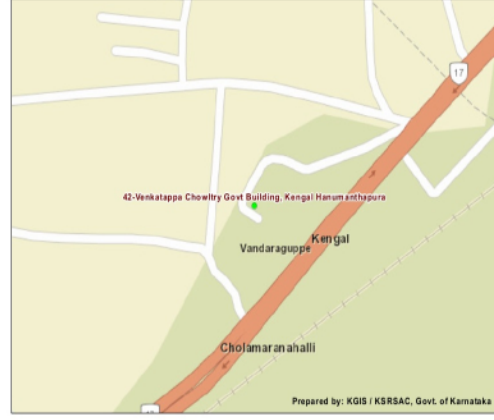 17
42-Venkatappa Chowltry Govt Building, Kengal Hanumanthapura
Kengal
Vandaraguppe
Cholamaranahalli
Prepared by: KGIS / KSRSAC, Govt. of Karnataka